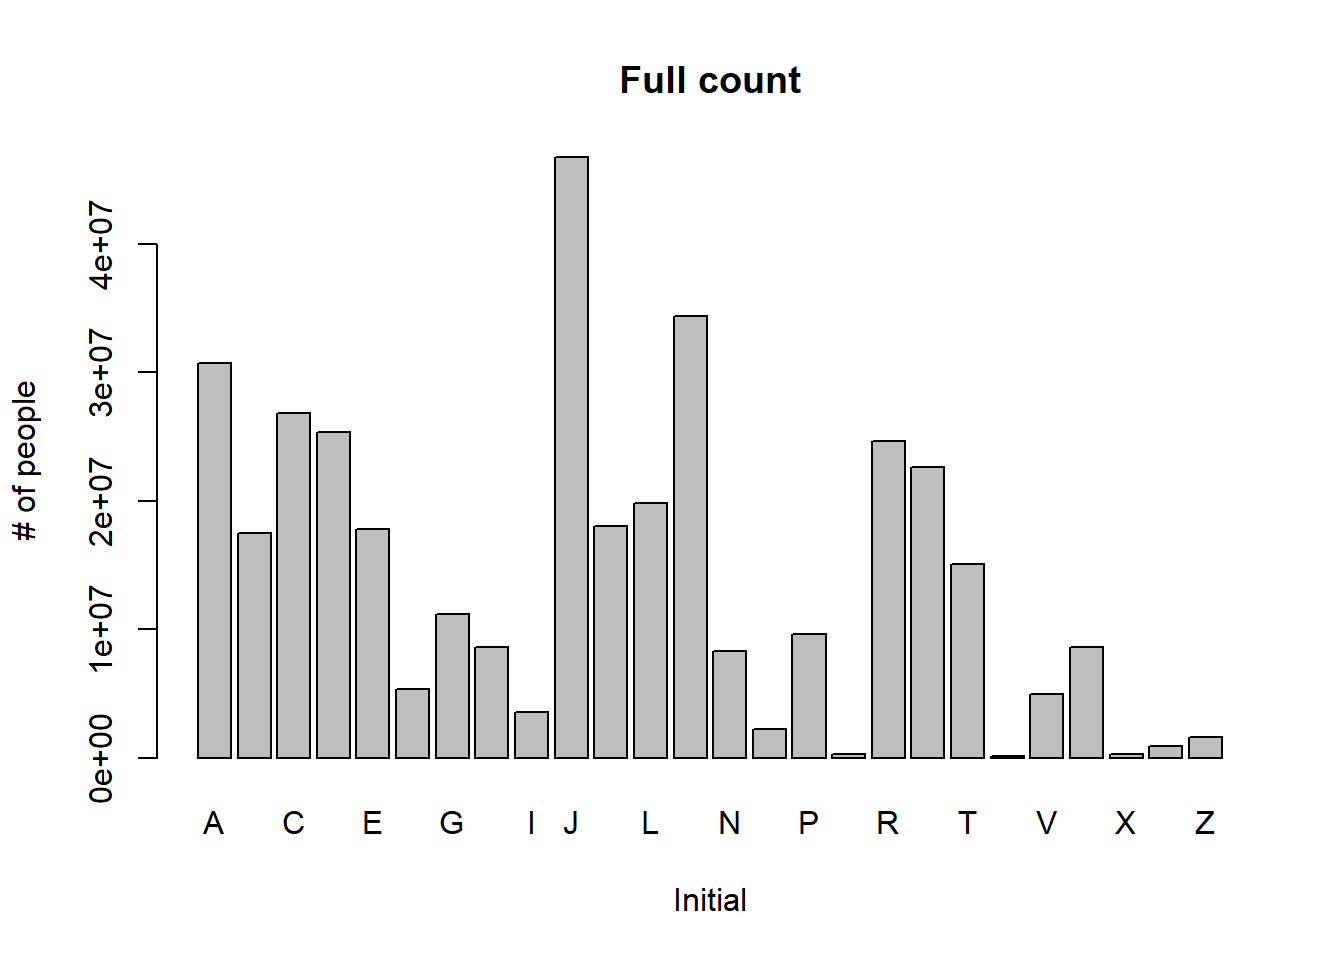 Full count
# of people
4e+07
3e+07
2e+07
1e+07
0e+00
A C E G I J L N P R T V X Z
Initial